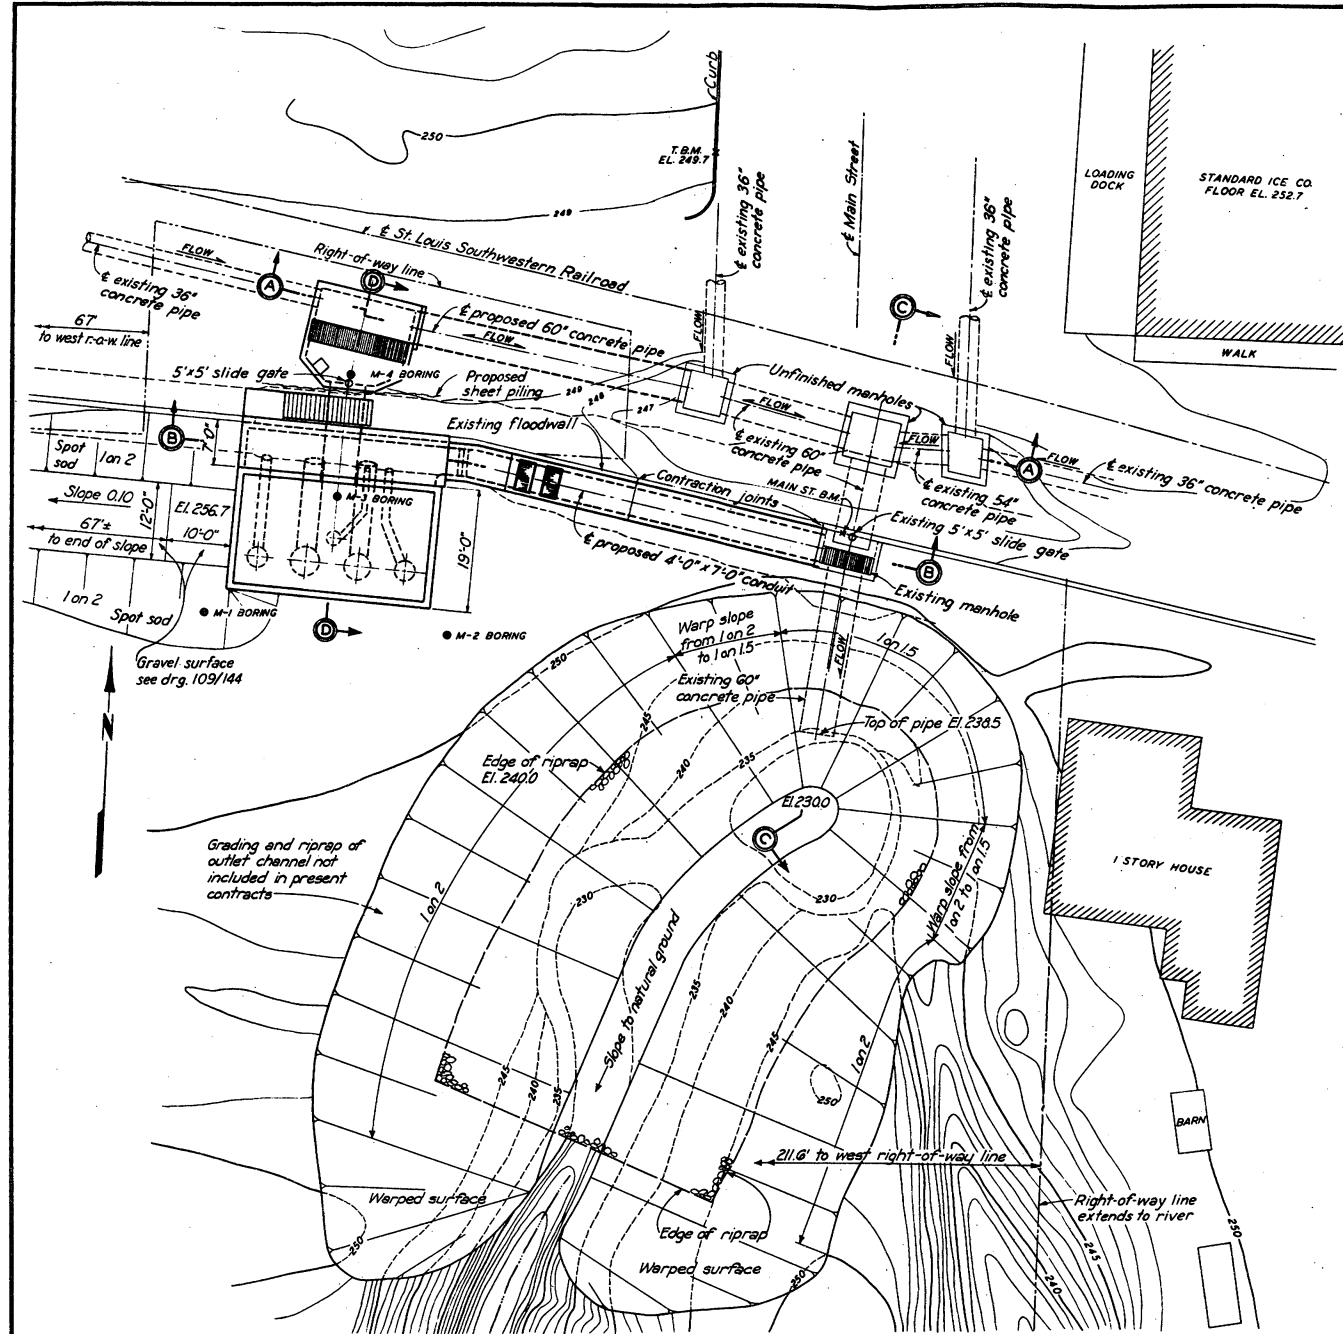 Curb
250
T.B.M.
EL. 249.7
℄ existing 36"
concrete pipe
℄ Main Street
℄ existing 36"
concrete pipe
LOADING
DOCK
STANDARD ICE CO.
FLOOR EL. 252.7
WALK
249
℄ St. Louis Southwestern Railroad
Right-of-way line
FLOW
A
D
C
℄ existing 36"
concrete pipe
67'
to west r.-o-w. line
℄ proposed 60" concrete pipe
FLOW
FLOW
FLOW
5'x5' slide gate
M-4 BORING
Proposed
sheet piling
249
248
247
Unfinished manholes
FLOW
FLOW
A
FLOW
℄ existing 36" concrete pipe
B
7'-0"
Existing floodwall
℄ existing 60"
concrete pipe
℄ existing 54"
concrete pipe
Spot
sod
1 on 2
Slope 0.10
12'-0"
El. 256.7
67'±
to end of slope
10'-0"
M-3 BORING
19'-0"
Contraction joints
MAIN ST. B.M.
Existing 5'x5' slide gate
℄ proposed 4'-0" x 7'-0" conduit
B
Existing manhole
1 on 2
Spot sod
M-1 BORING
D
M-2 BORING
Gravel surface
see drg. 109/144
N
250
Warp slope
from 1 on 2
to 1 on 1.5
FLOW
1 on 1.5
Existing 60"
concrete pipe
Top of pipe El. 238.5
245
240
235
Edge of riprap
El. 240.0
El. 230.0
C
Grading and riprap of
outlet channel not
included in present
contracts
1 on 2
230
230
Warp slope from
1 on 2 to 1 on 1.5
1 STORY HOUSE
Slope to natural ground
235
240
245
245
240
235
250
1 on 2
BARN
211.6' to west right-of-way line
Warped surface
250
Edge of riprap
Warped surface
250
Right-of-way line
extends to river
245
240
250